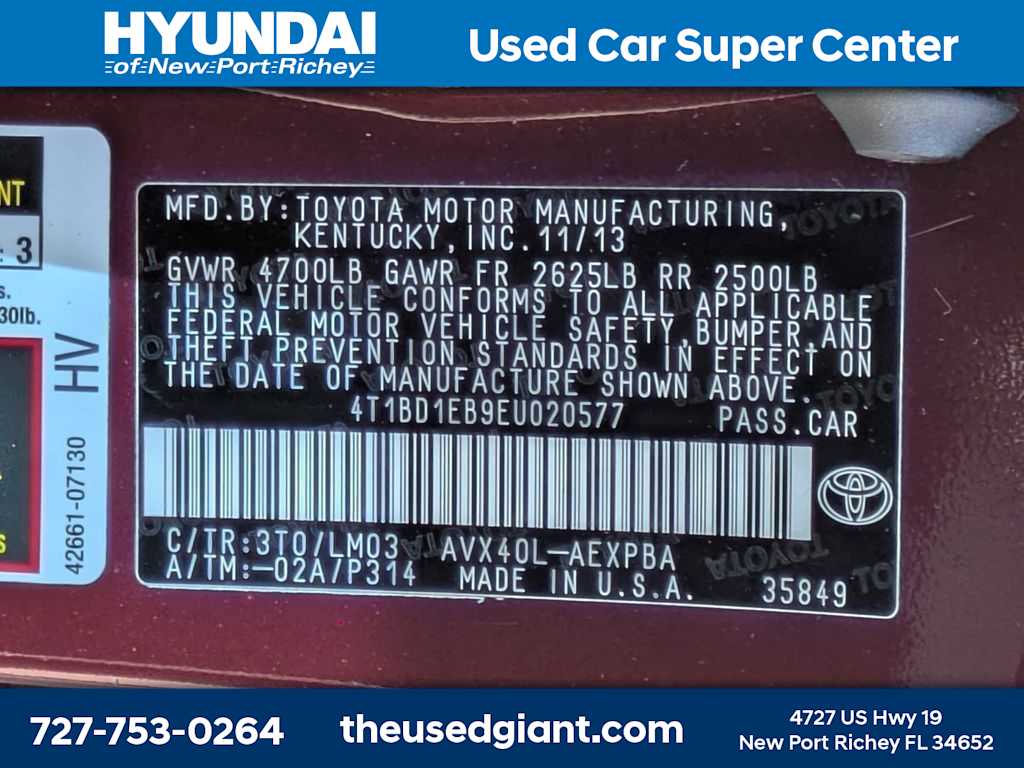 HYUNDAI
of New Port Richey
Used Car Super Center
NT
: 3
s.
30lb.
HV
42661-07130
S
MFD.BY:TOYOTA MOTOR MANUFACTURING,
KENTUCKY,INC.11/13
GVWR 4700LB GAWR FR 2625LB RR 2500LB
THIS VEHICLE CONFORMS TO ALL APPLICABLE
FEDERAL MOTOR VEHICLE SAFETY,BUMPER,AND
THEFT PREVENTION STANDARDS IN EFFECT ON
THE DATE OF MANUFACTURE SHOWN ABOVE.
4T1BD1EB9EU020577 PASS.CAR
C/TR:3T0/LM03 AVX40L-AEXPBA
A/TM:-02A/P314 MADE IN U.S.A. 35849
727-753-0264
theusedgiant.com
4727 US Hwy 19
New Port Richey FL 34652